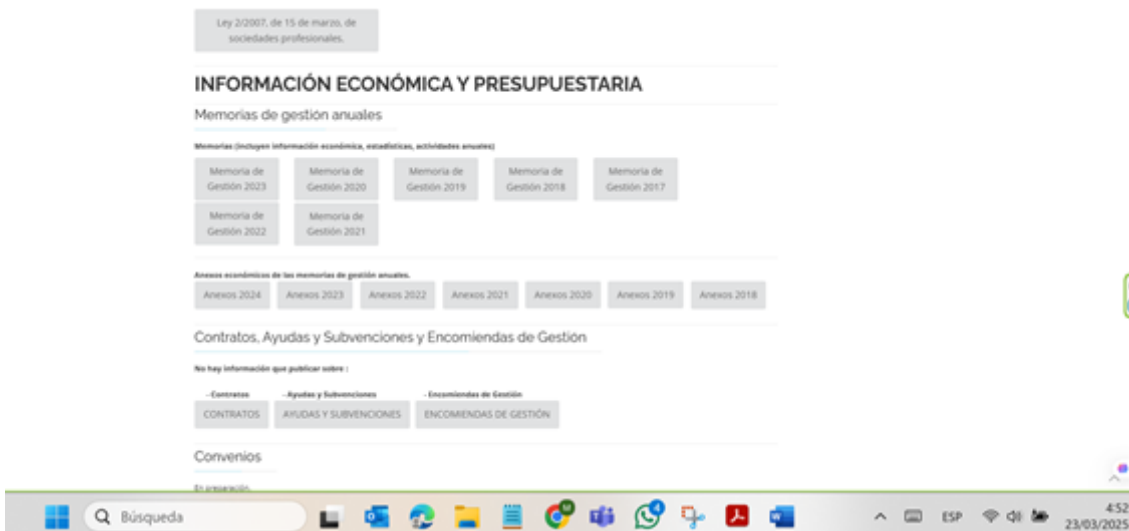 Ley 2/2007, de 15 de marzo, de
sociedades profesionales.
INFORMACIÓN ECONÓMICA Y PRESUPUESTARIA
Memorias de gestión anuales
Memorias (incluyen información económica, estadísticas, actividades anuales)
Memoria de Gestión 2023
Memoria de Gestión 2020
Memoria de Gestión 2019
Memoria de Gestión 2018
Memoria de Gestión 2017
Memoria de Gestión 2022
Memoria de Gestión 2021
Anexos económicos de las memorias de gestión anuales.
Anexos 2024 Anexos 2023 Anexos 2022 Anexos 2021 Anexos 2020 Anexos 2019 Anexos 2018
Contratos, Ayudas y Subvenciones y Encomiendas de Gestión
No hay información que publicar sobre :
- Contratos - Ayudas y Subvenciones - Encomiendas de Gestión
CONTRATOS AYUDAS Y SUBVENCIONES ENCOMIENDAS DE GESTIÓN
Convenios
En preparación.
Búsqueda
4
ESP
4:52
23/03/2025